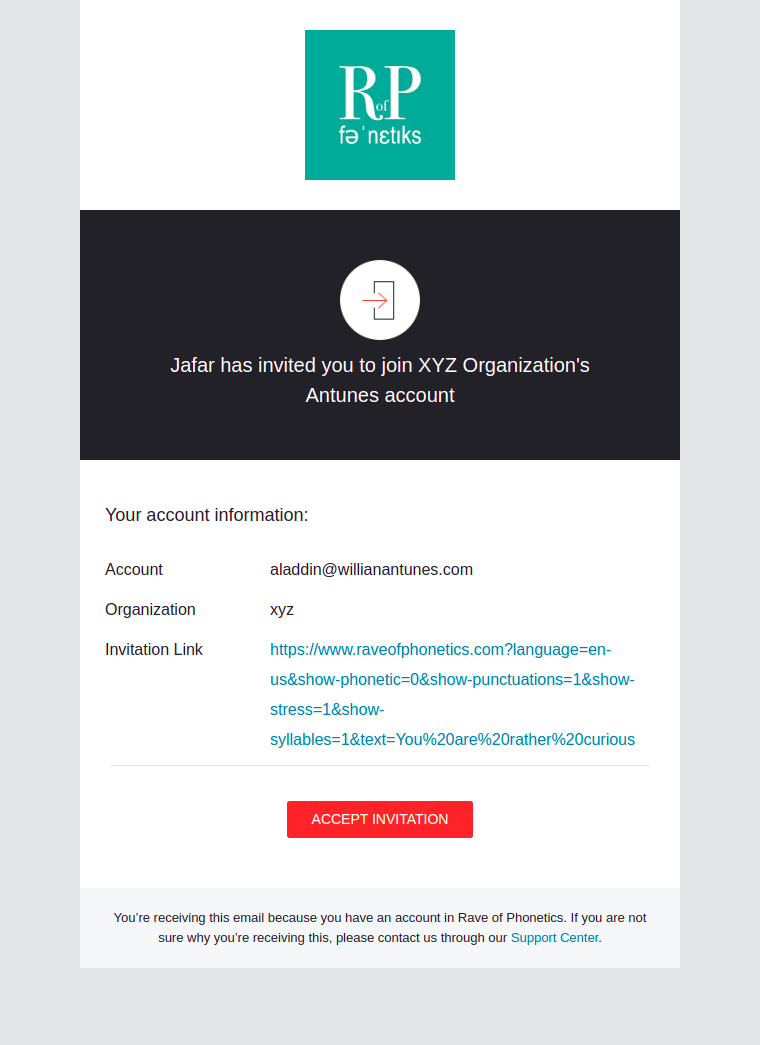 RofP
fəˈnɛtɪks
Jafar has invited you to join XYZ Organization's
Antunes account
Your account information:
Account aladdin@willianantunes.com
Organization xyz
Invitation Link https://www.raveofphonetics.com?language=en-
us&show-phonetic=0&show-punctuations=1&show-
stress=1&show-
syllables=1&text=You%20are%20rather%20curious
ACCEPT INVITATION
You’re receiving this email because you have an account in Rave of Phonetics. If you are not
sure why you’re receiving this, please contact us through our Support Center.